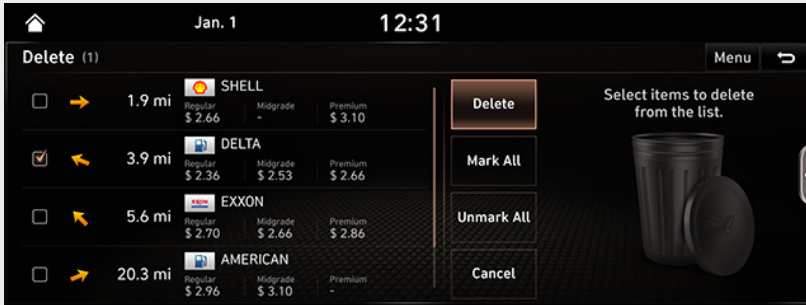 Jan. 1
12:31
Delete (1)
Menu
1.9 mi
SHELL
Regular Midgrade Premium
$ 2.66 - $ 3.10
3.9 mi
DELTA
Regular Midgrade Premium
$ 2.36 $ 2.53 $ 2.66
5.6 mi
EXXON
EXXON
Regular Midgrade Premium
$ 2.70 $ 2.66 $ 2.86
20.3 mi
AMERICAN
Regular Midgrade Premium
$ 2.96 $ 3.10 -
Delete
Mark All
Unmark All
Cancel
Select items to delete
from the list.